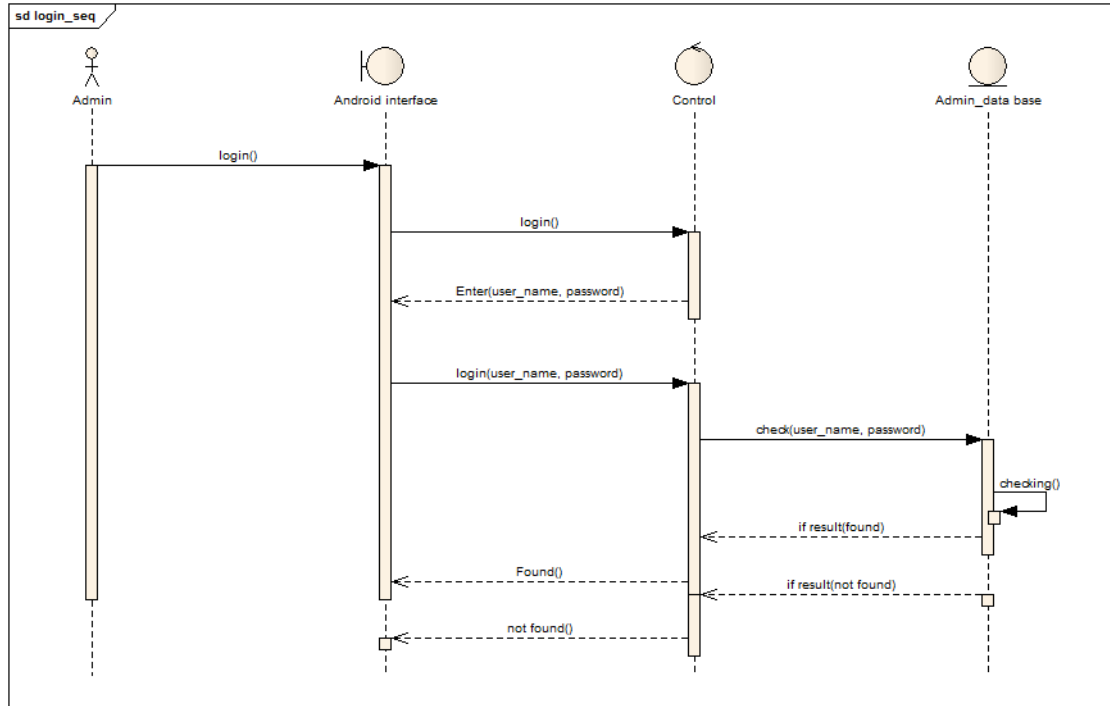 sd login_seq
Admin
Android interface
Control
Admin_data base
login()
login()
Enter(user_name, password)
login(user_name, password)
check(user_name, password)
checking()
if result(found)
Found()
if result(not found)
not found()